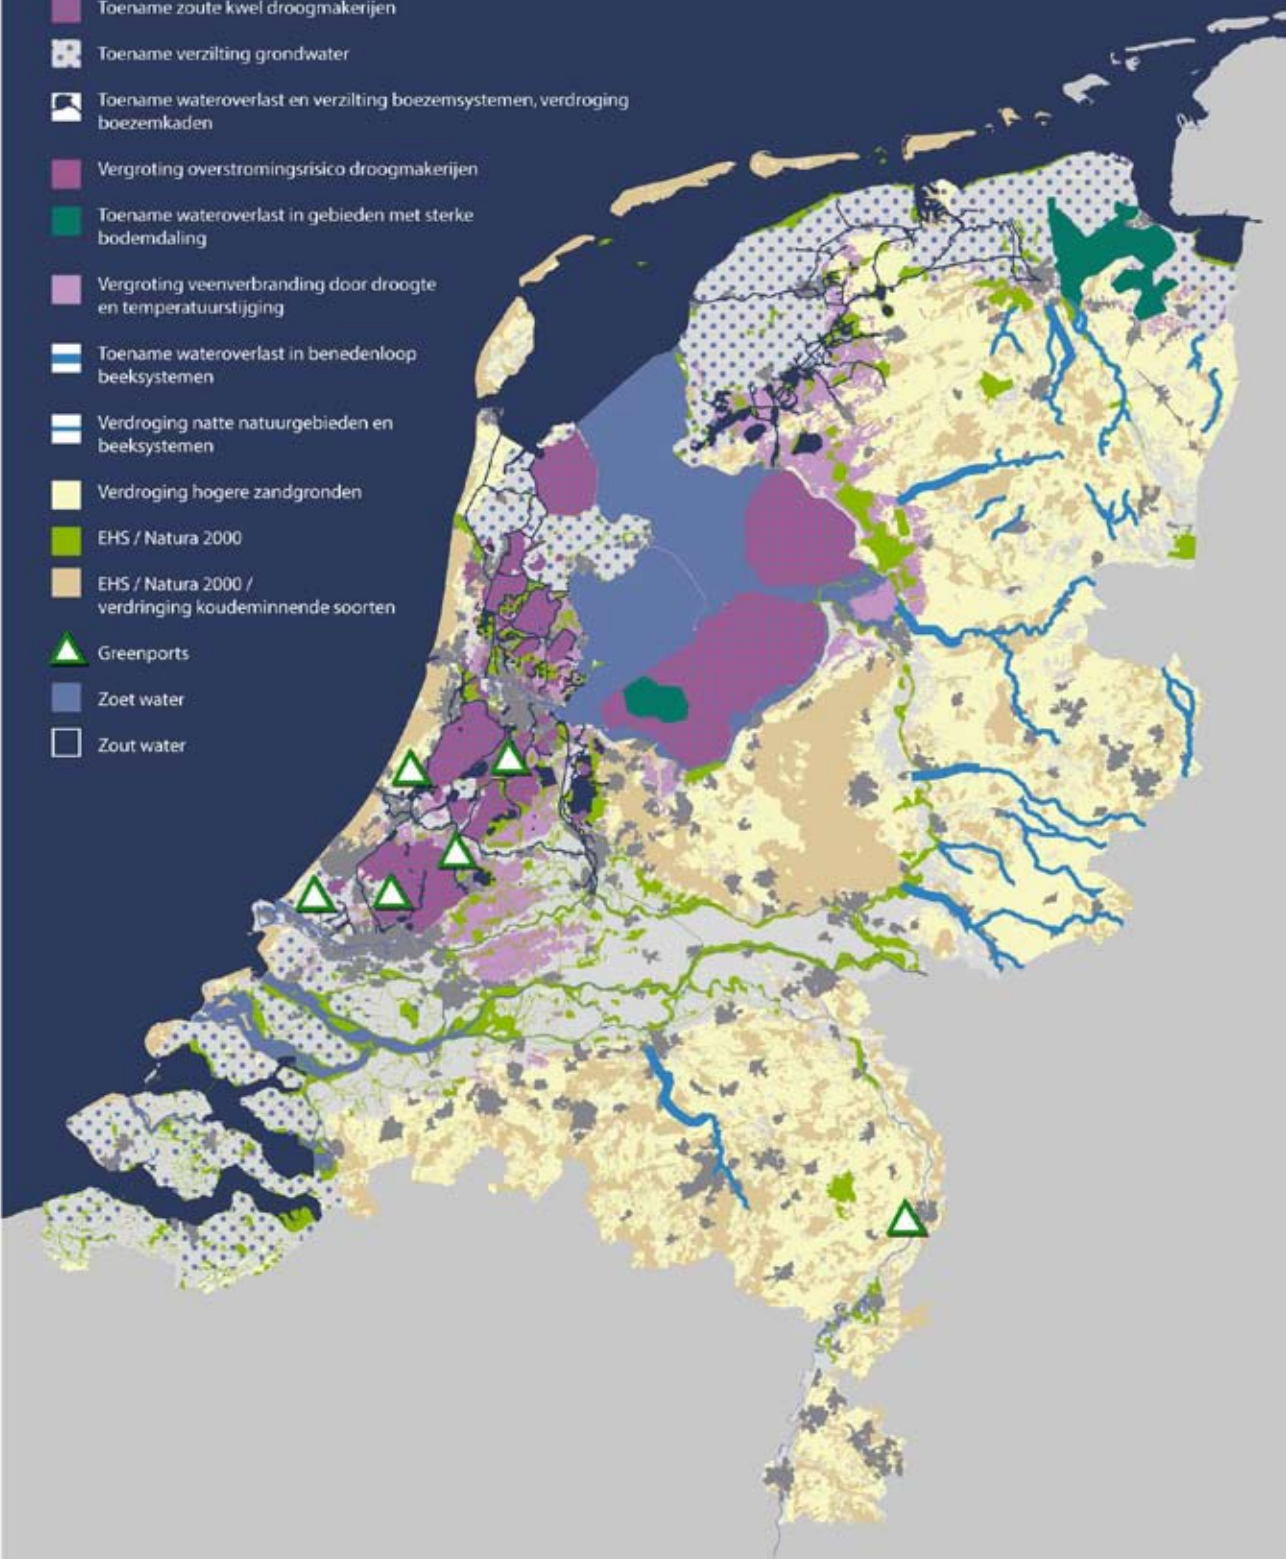 Toename zoute kwel droogmakerijen
Toename verzilting grondwater
Toename wateroverlast en verzilting boezemsystemen, verdroging
boezemkaden
Vergroting overstromingsrisico droogmakerijen
Toename wateroverlast in gebieden met sterke
bodemdaling
Vergroting veenverbranding door droogte
en temperatuurstijging
Toename wateroverlast in benedenloop
beeksystemen
Verdroging natte natuurgebieden en
beeksystemen
Verdroging hogere zandgronden
EHS / Natura 2000
EHS / Natura 2000 /
verdringing koudeminnende soorten
Greenports
Zoet water
Zout water